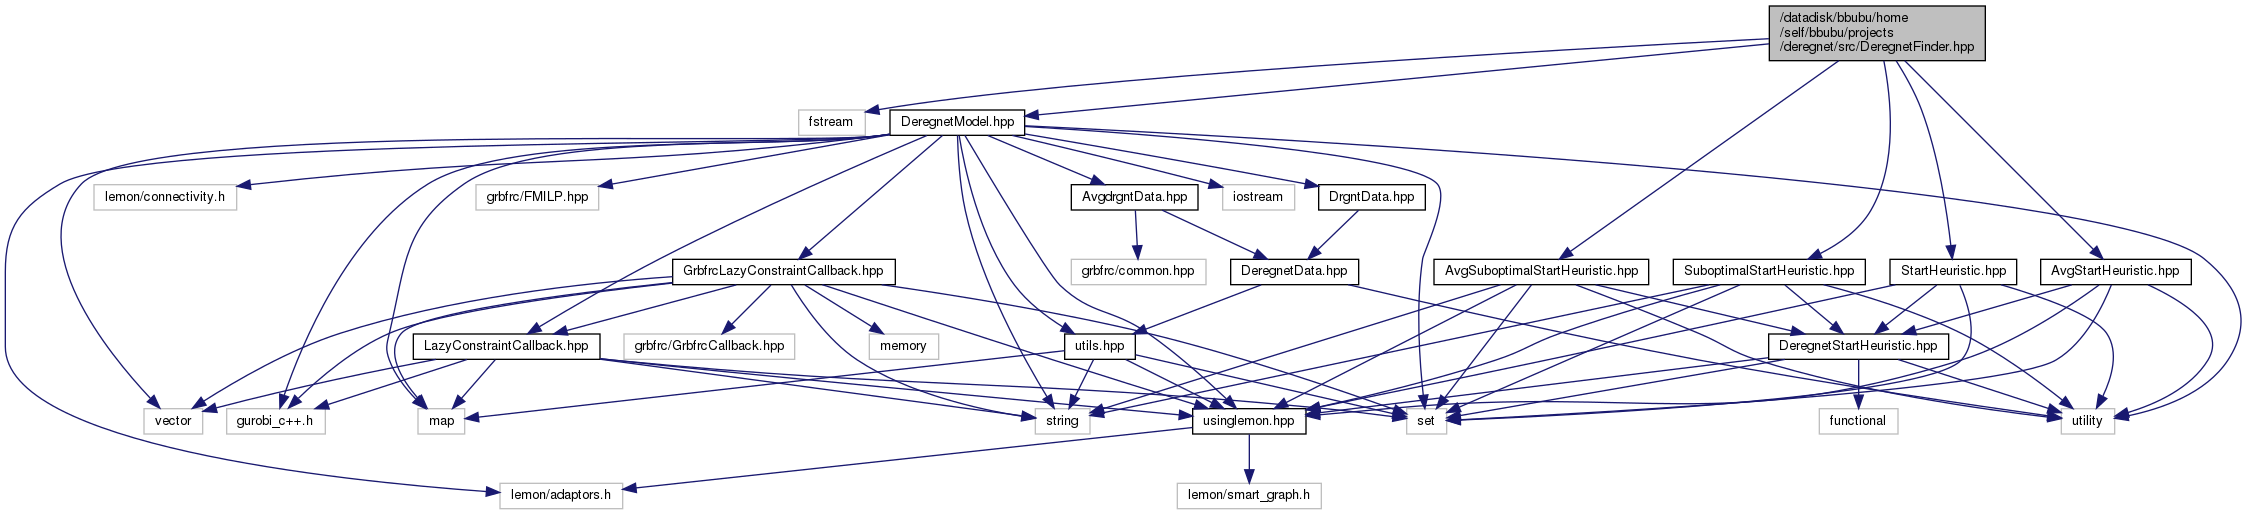 /datadisk/bbubu/home
/self/bbubu/projects
/deregnet/src/DeregnetFinder.hpp
fstream
DeregnetModel.hpp
lemon/connectivity.h
grbfrc/FMILP.hpp
AvgdrgntData.hpp
iostream
DrgntData.hpp
GrbfrcLazyConstraintCallback.hpp
grbfrc/common.hpp
DeregnetData.hpp
AvgSuboptimalStartHeuristic.hpp
SuboptimalStartHeuristic.hpp
StartHeuristic.hpp
AvgStartHeuristic.hpp
LazyConstraintCallback.hpp
grbfrc/GrbfrcCallback.hpp
memory
utils.hpp
DeregnetStartHeuristic.hpp
vector
gurobi_c++.h
map
string
usinglemon.hpp
set
functional
utility
lemon/adaptors.h
lemon/smart_graph.h